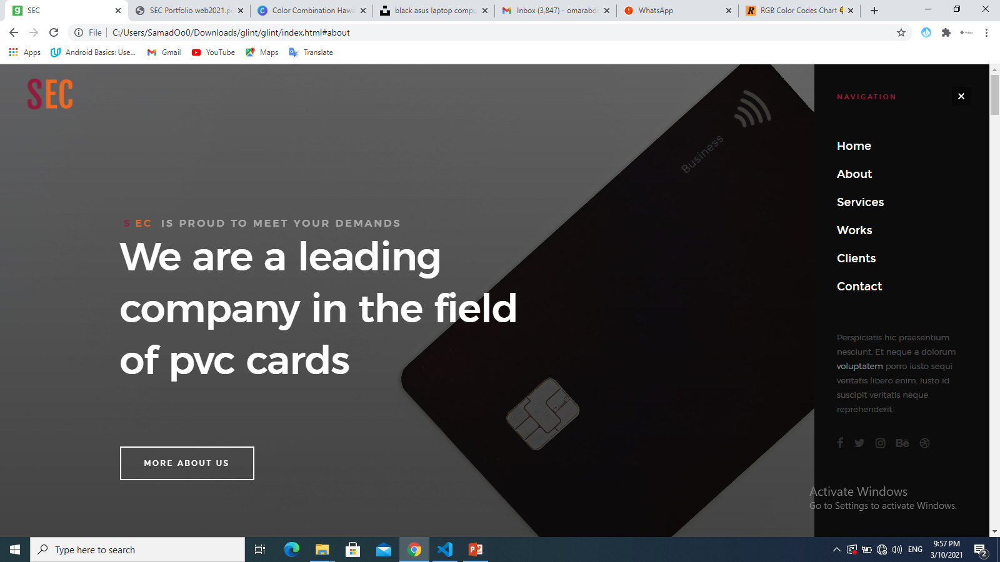 SEC
SEC Portfolio web2021.p
Color Combination Hawa
black asus laptop compu
Inbox (3,847) - omarabd
WhatsApp
RGB Color Codes Chart
File
C:/Users/SamadOo0/Downloads/glint/glint/index.html#about
Apps
Android Basics: Use...
Gmail
YouTube
Maps
Translate
SEC
NAVIGATION
Business
Home
About
Services
Works
Clients
Contact
SEC IS PROUD TO MEET YOUR DEMANDS
We are a leading
company in the field
of pvc cards
MORE ABOUT US
Perspiciatis hic praesentium
nesciunt. Et neque a dolorum
voluptatem porro iusto sequi
veritatis libero enim. Iusto id
suscipit veritatis neque
reprehenderit.
Activate Windows
Go to Settings to activate Windows.
Type here to search
ENG
9:57 PM
3/10/2021
2